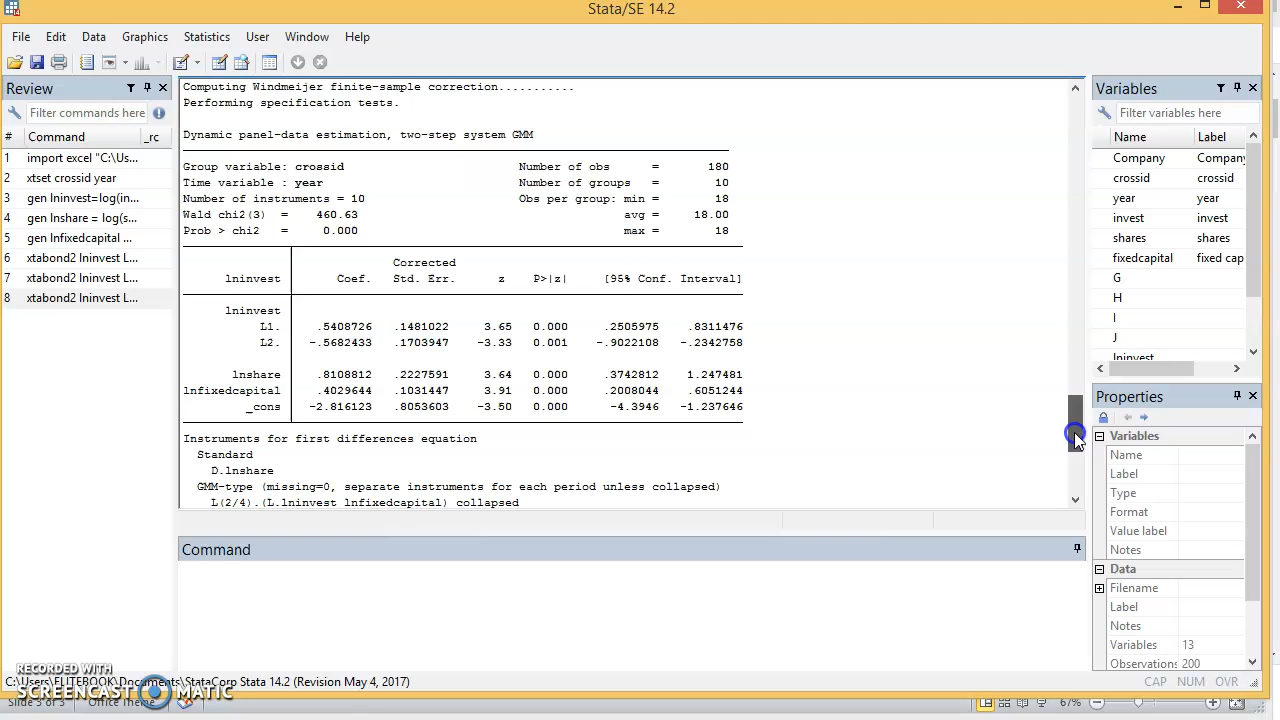 Stata/SE 14.2
File Edit Data Graphics Statistics User Window Help
Review
Filter commands here
# Command _rc
1 import excel "C:\Us...
2 xtset crossid year
3 gen lninvest=log(in...
4 gen lnshare = log(s...
5 gen lnfixedcapital ...
6 xtabond2 lninvest L...
7 xtabond2 lninvest L...
8 xtabond2 lninvest L...
Computing Windmeijer finite-sample correction...........
Performing specification tests.
Dynamic panel-data estimation, two-step system GMM
Group variable: crossid Number of obs = 180
Time variable : year Number of groups = 10
Number of instruments = 10 Obs per group: min = 18
Wald chi2(3) = 460.63 avg = 18.00
Prob > chi2 = 0.000 max = 18
Corrected
lninvest Coef. Std. Err. z P>|z| [95% Conf. Interval]
lninvest
L1. .5408726 .1481022 3.65 0.000 .2505975 .8311476
L2. -.5682433 .1703947 -3.33 0.001 -.9022108 -.2342758
lnshare .8108812 .2227591 3.64 0.000 .3742812 1.247481
lnfixedcapital .4029644 .1031447 3.91 0.000 .2008044 .6051244
_cons -2.816123 .8053603 -3.50 0.000 -4.3946 -1.237646
Instruments for first differences equation
Standard
D.lnshare
GMM-type (missing=0, separate instruments for each period unless collapsed)
L(2/4).(L.lninvest lnfixedcapital) collapsed
Command
Variables
Filter variables here
Name Label
Company Company
crossid crossid
year year
invest invest
shares shares
fixedcapital fixed cap
G
H
I
J
lninvest
Properties
Variables
Name
Label
Type
Format
Value label
Notes
Data
Filename
Label
Notes
Variables 13
Observations 200
C:\Users\ELITEBOOK\Documents\StataCorp Stata 14.2 (Revision May 4, 2017)
CAP NUM OVR
RECORDED WITH
SCREENCAST MATIC
Slide 3 of 3 "Office Theme" 67%